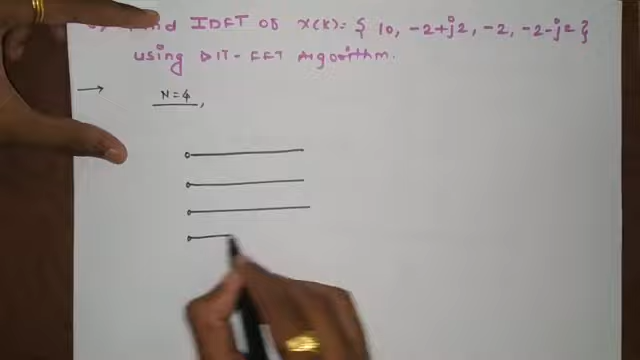 IDFT of x(k) = { 10, -2+j2, -2, -2-j2 }
using DIT-FFT Algorithm.
→ N=4,